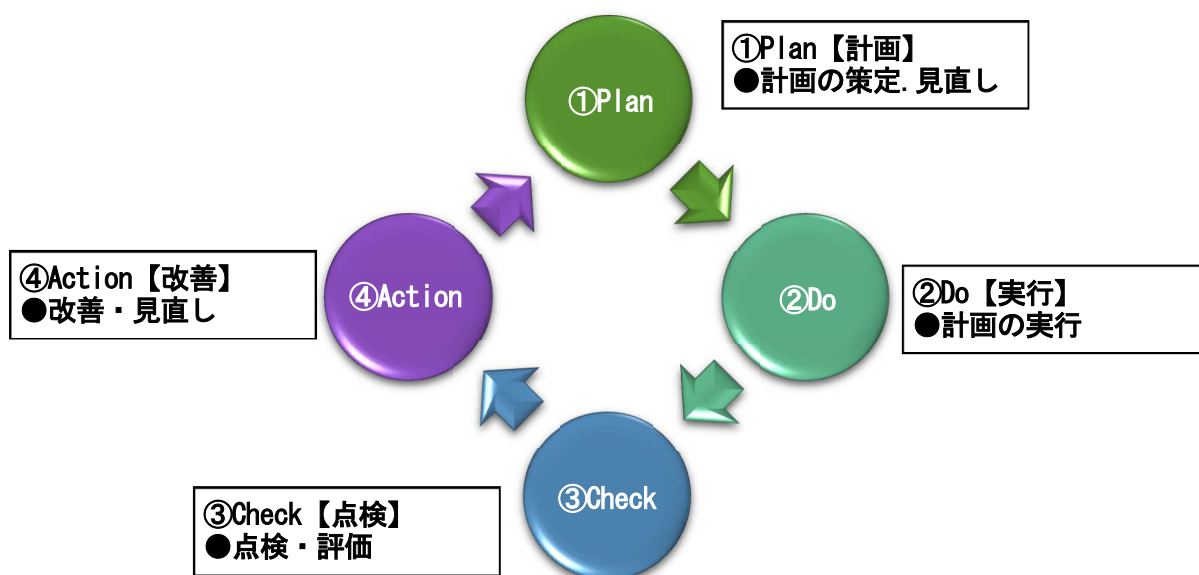 ①Plan
①Plan【計画】
●計画の策定.見直し
②Do
②Do【実行】
●計画の実行
③Check
③Check【点検】
●点検・評価
④Action
④Action【改善】
●改善・見直し